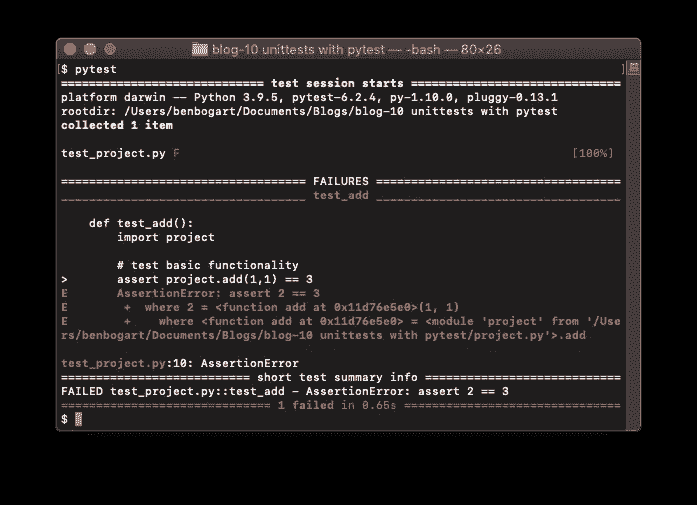 blog-10 unittests with pytest — -bash — 80×26
[$ pytest ]
============================= test session starts ==============================
platform darwin -- Python 3.9.5, pytest-6.2.4, py-1.10.0, pluggy-0.13.1
rootdir: /Users/benbogart/Documents/Blogs/blog-10 unittests with pytest
collected 1 item
test_project.py F [100%]
=================================== FAILURES ===================================
___________________________________ test_add ___________________________________
def test_add():
import project
# test basic functionality
> assert project.add(1,1) == 3
E AssertionError: assert 2 == 3
E + where 2 = <function add at 0x11d76e5e0>(1, 1)
E + where <function add at 0x11d76e5e0> = <module 'project' from '/Use
rs/benbogart/Documents/Blogs/blog-10 unittests with pytest/project.py'>.add
test_project.py:10: AssertionError
=========================== short test summary info ============================
FAILED test_project.py::test_add - AssertionError: assert 2 == 3
============================== 1 failed in 0.65s ===============================
$